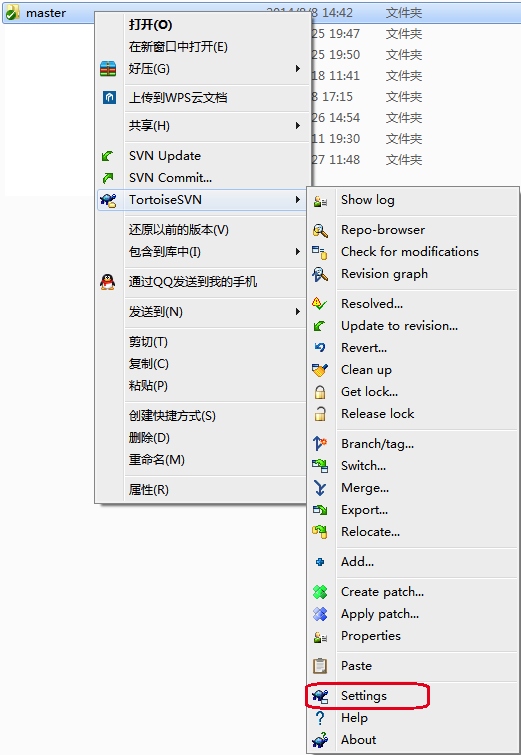 master 2014/8/8 14:42 文件夹
打开(O) 25 19:47 文件夹
在新窗口中打开(E) 25 19:50 文件夹
好压(G) 18 11:41 文件夹
上传到WPS云文档 8 17:15 文件夹
共享(H) 26 14:54 文件夹
11 19:30 文件夹
SVN Update 27 11:48 文件夹
SVN Commit...
TortoiseSVN
还原以前的版本(V)
包含到库中(I)
通过QQ发送到我的手机
发送到(N)
剪切(T)
复制(C)
粘贴(P)
创建快捷方式(S)
删除(D)
重命名(M)
属性(R)
Show log
Repo-browser
Check for modifications
Revision graph
Resolved...
Update to revision...
Revert...
Clean up
Get lock...
Release lock
Branch/tag...
Switch...
Merge...
Export...
Relocate...
Add...
Create patch...
Apply patch...
Properties
Paste
Settings
Help
About